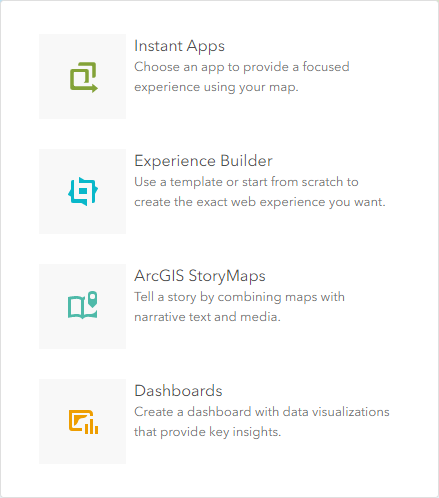 Instant Apps
Choose an app to provide a focused
experience using your map.
Experience Builder
Use a template or start from scratch to
create the exact web experience you want.
ArcGIS StoryMaps
Tell a story by combining maps with
narrative text and media.
Dashboards
Create a dashboard with data visualizations
that provide key insights.